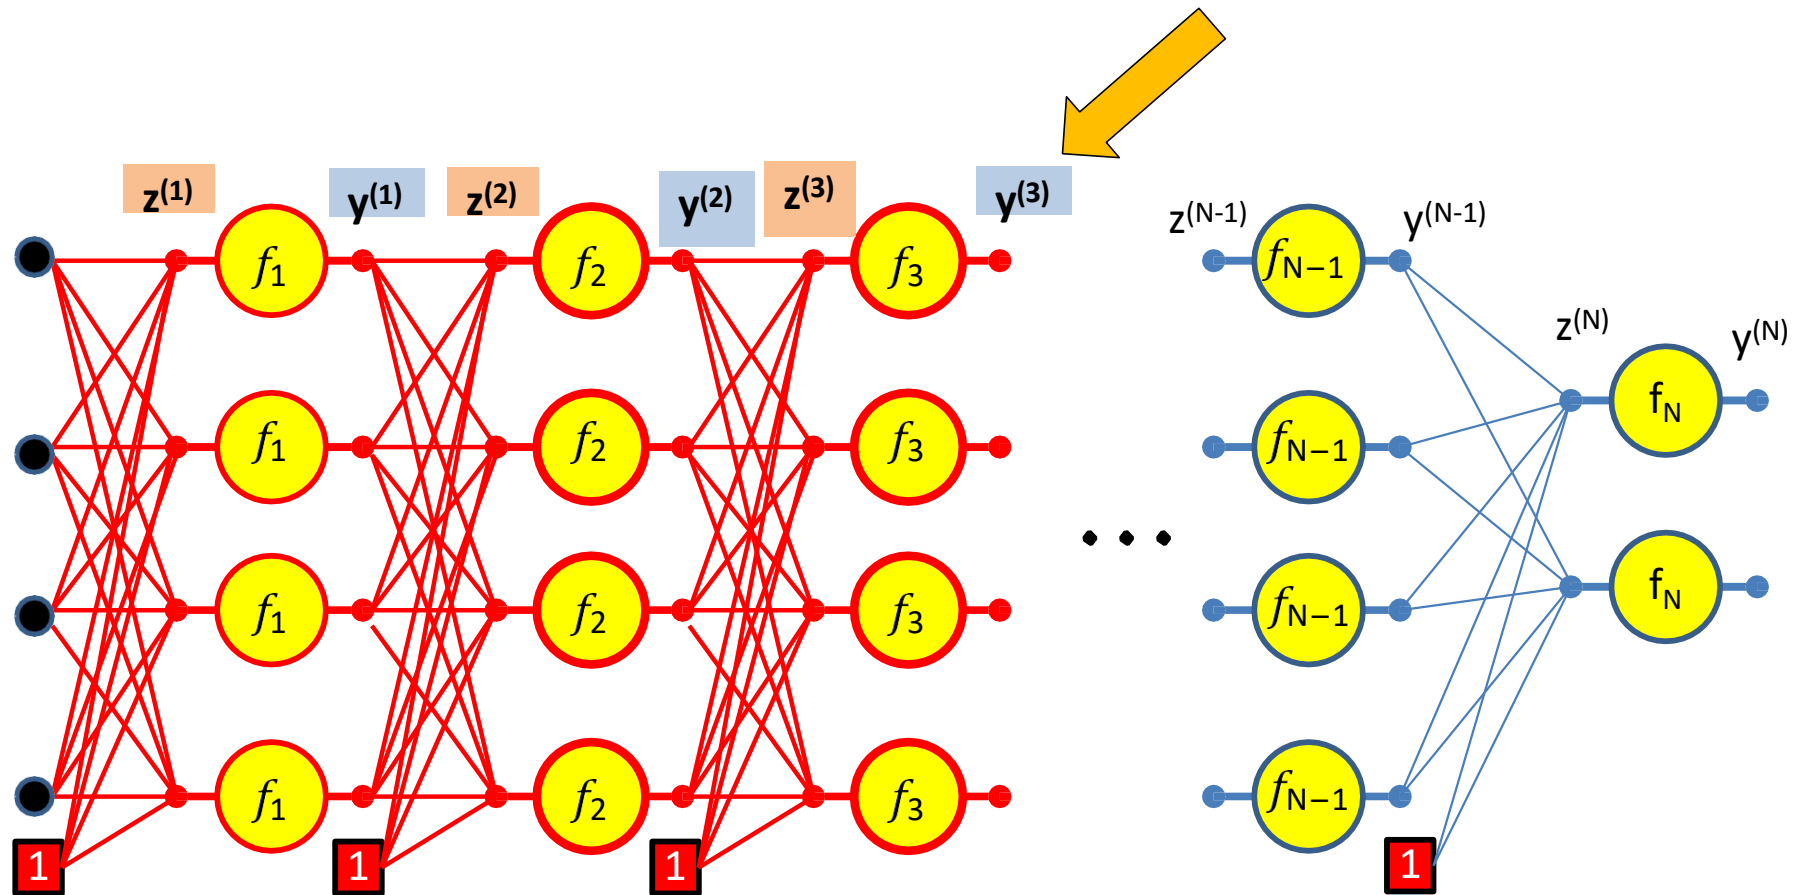 z(1) y(1) z(2) y(2) z(3) y(3) z(N-1) y(N-1)
f1 f2 f3 fN−1
z(N) y(N)
fN
f1 f2 f3 fN−1
fN
f1 f2 f3 fN−1
f1 f2 f3 fN−1
1 1 1 1